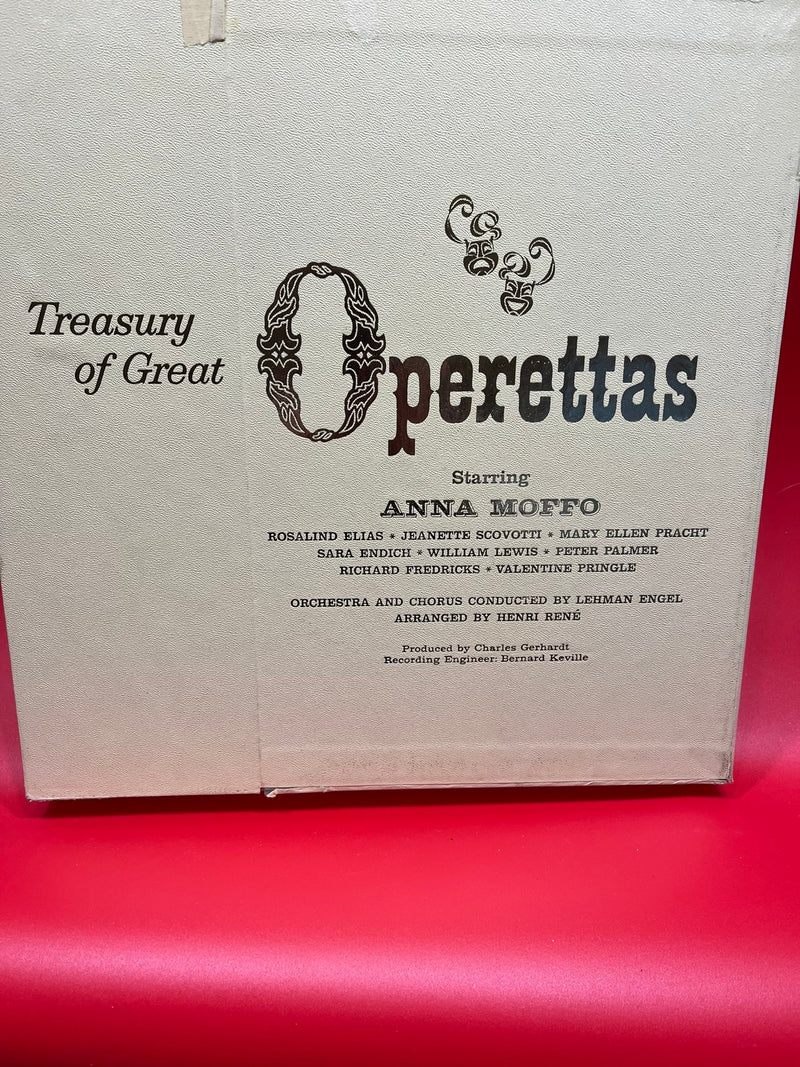 Treasury
of Great
Operettas
Starring
ANNA MOFFO
ROSALIND ELIAS * JEANETTE SCOVOTTI * MARY ELLEN PRACHT
SARA ENDICH * WILLIAM LEWIS * PETER PALMER
RICHARD FREDRICKS * VALENTINE PRINGLE
ORCHESTRA AND CHORUS CONDUCTED BY LEHMAN ENGEL
ARRANGED BY HENRI RENÉ
Produced by Charles Gerhardt
Recording Engineer: Bernard Keville